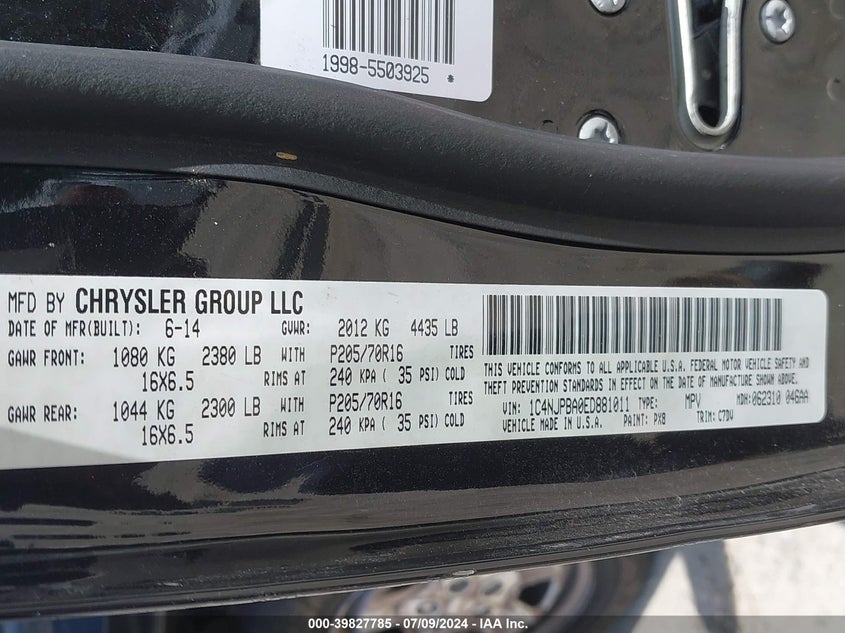 1998-5503925 *
MFD BY CHRYSLER GROUP LLC
DATE OF MFR(BUILT): 6-14 GVWR: 2012 KG 4435 LB
GAWR FRONT: 1080 KG 2380 LB WITH P205/70R16 TIRES
16X6.5 RIMS AT 240 KPA ( 35 PSI) COLD
GAWR REAR: 1044 KG 2300 LB WITH P205/70R16 TIRES
16X6.5 RIMS AT 240 KPA ( 35 PSI) COLD
THIS VEHICLE CONFORMS TO ALL APPLICABLE U.S.A. FEDERAL MOTOR VEHICLE SAFETY AND
THEFT PREVENTION STANDARDS IN EFFECT ON THE DATE OF MANUFACTURE SHOWN ABOVE.
VIN: 1C4NJPBA0ED881011 TYPE: MPV MDH: 062310 046AA
VEHICLE MADE IN U.S.A. PAINT: PX8 TRIM: C7DV
000-39827785 / 07/09/2024 / IAA Inc.